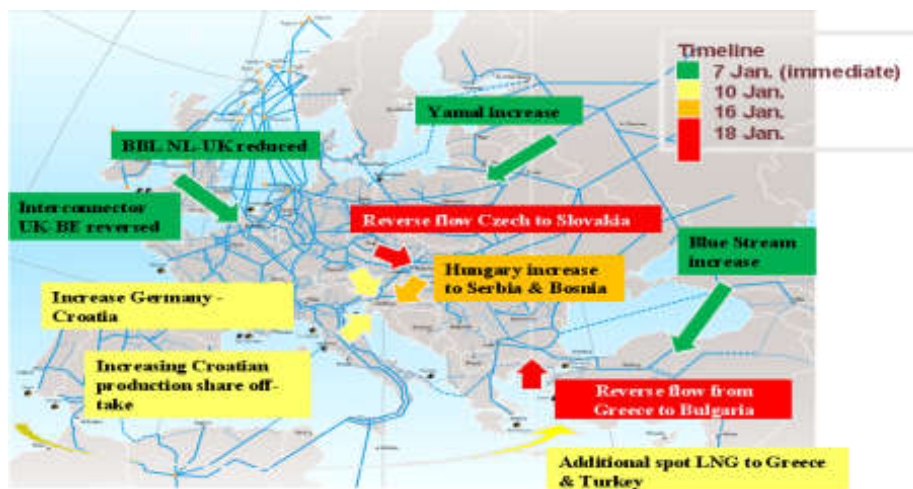 Timeline
7 Jan. (immediate)
10 Jan.
16 Jan.
18 Jan.
Yamal increase
BBL NL-UK reduced
Interconnector
UK-BE reversed
Reverse flow Czech to Slovakia
Blue Stream
increase
Hungary increase
to Serbia & Bosnia
Increase Germany -
Croatia
Increasing Croatian
production share off-
take
Reverse flow from
Greece to Bulgaria
Additional spot LNG to Greece
& Turkey